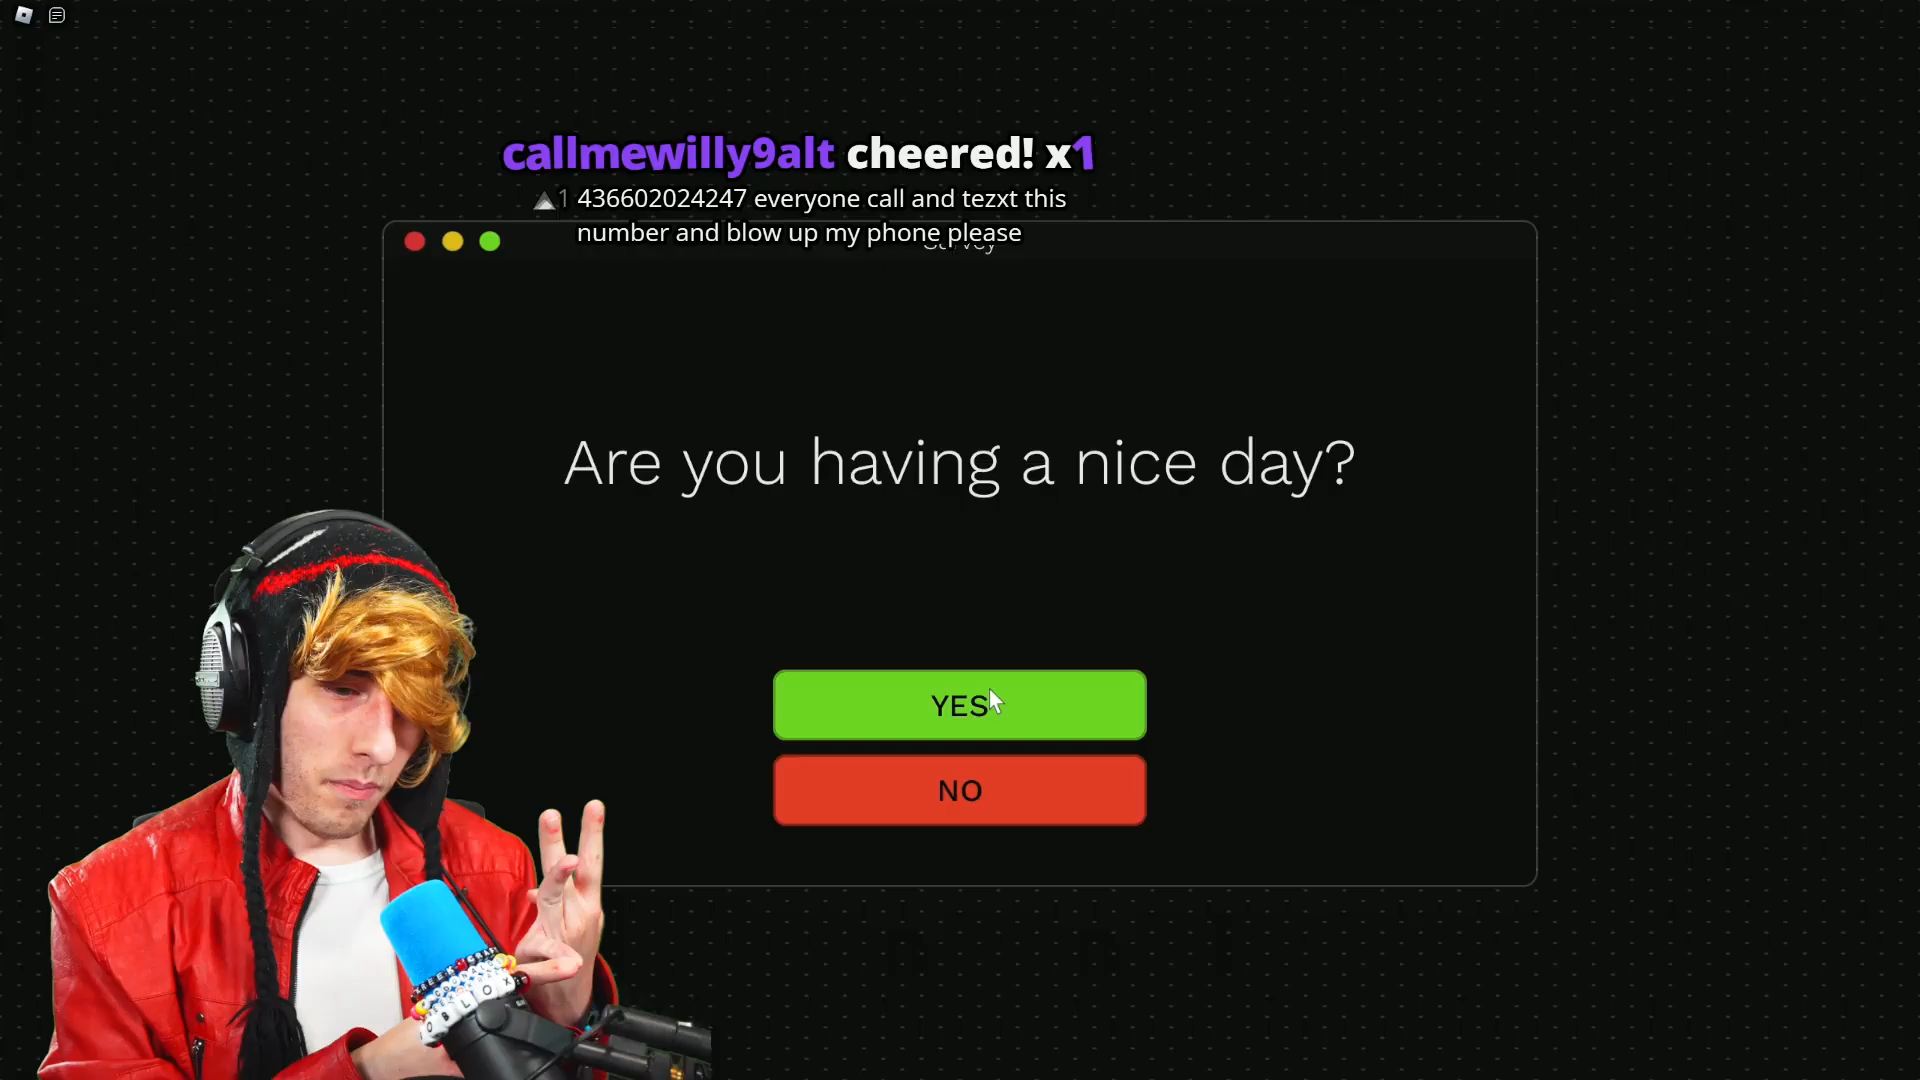 callmewilly9alt cheered! x1
1 436602024247 everyone call and tezxt this
number and blow up my phone please
Are you having a nice day?
YES
NO